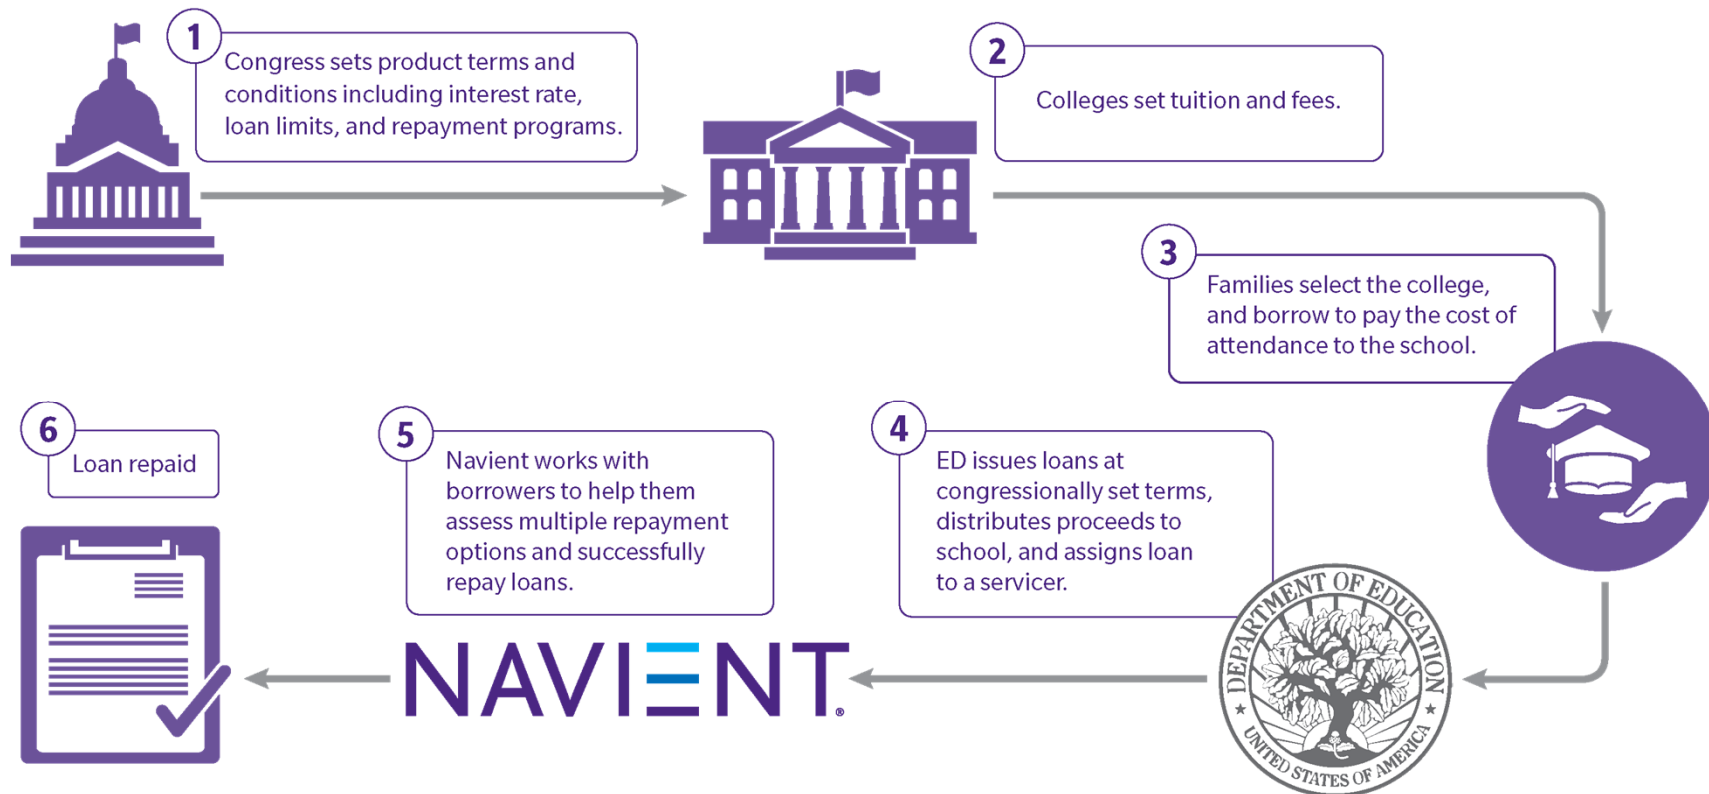 1
Congress sets product terms and
conditions including interest rate,
loan limits, and repayment programs.
2
Colleges set tuition and fees.
3
Families select the college,
and borrow to pay the cost of
attendance to the school.
4
ED issues loans at
congressionally set terms,
distributes proceeds to
school, and assigns loan
to a servicer.
DEPARTMENT OF EDUCATION
★ UNITED STATES OF AMERICA ★
5
Navient works with
borrowers to help them
assess multiple repayment
options and successfully
repay loans.
NAVIENT®
6
Loan repaid